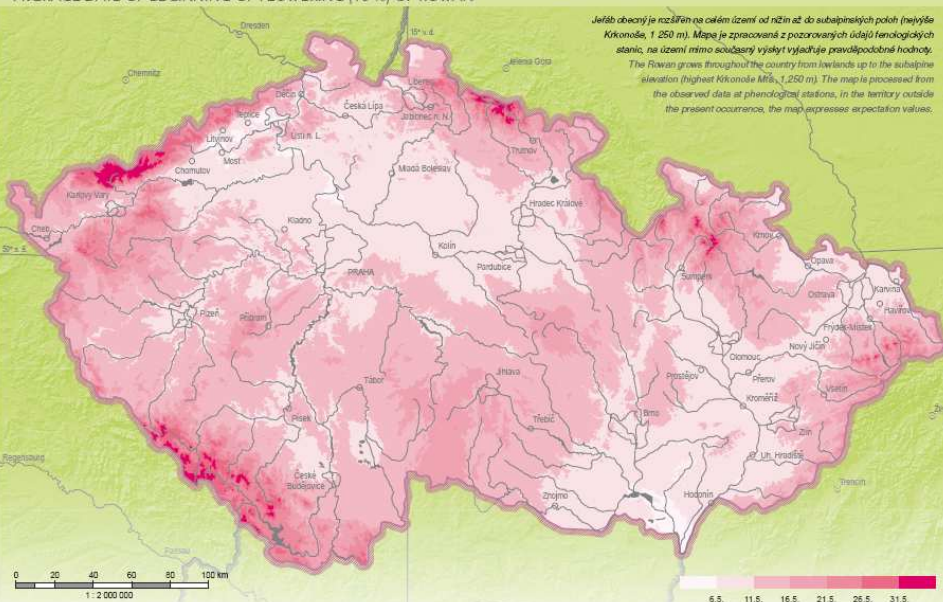 Jeřáb obecný je rozšířen na celém území od nížin až do subalpinských poloh (nejvýše
Krkonoše, 1 250 m). Mapa je zpracovaná z pozorovaných údajů fenologických
stanic, na území mimo současný výskyt vyjadřuje pravděpodobné hodnoty.
The Rowan grows throughout the country from lowlands up to the subalpine
elevation (highest Krkonoše Mts., 1,250 m). The map is processed from
the observed data at phenological stations, in the territory outside
the present occurrence, the map expresses expectation values.
Dresden
15° v. d.
Chemnitz
Jelenia Góra
Děčín
Liberec
Česká Lípa
Jablonec n. N.
Teplice
Ústí n. L.
Litvínov
Most
Chomutov
Trutnov
Mladá Boleslav
Karlovy Vary
Hradec Králové
Cheb
Kladno
50° s. š.
Kolín
PRAHA
Pardubice
Krnov
Opava
Šumperk
Ostrava
Karviná
Havířov
Plzeň
Příbram
Frýdek-Místek
Nový Jičín
Olomouc
Jihlava
Prostějov
Přerov
Tábor
Vsetín
Kroměříž
Písek
Třebíč
Brno
Zlín
Regensburg
Uh. Hradiště
České
Budějovice
Trenčín
Znojmo
Hodonín
Passau
0 20 40 60 80 100 km
1 : 2 000 000
6.5. 11.5. 16.5. 21.5. 26.5. 31.5.